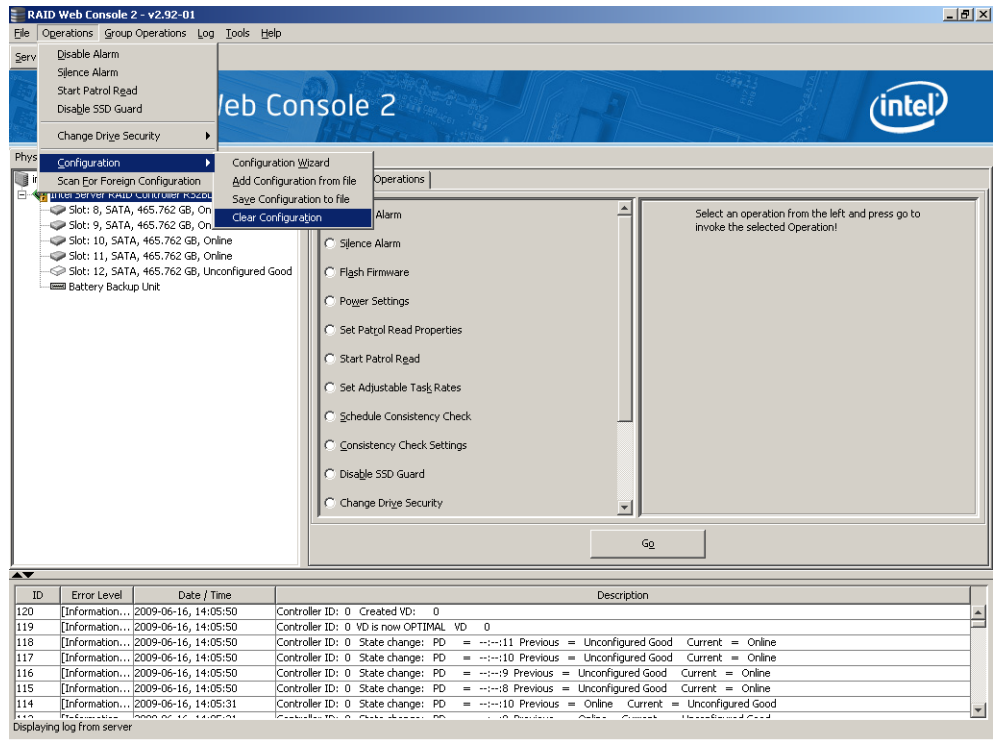 RAID Web Console 2 - v2.92-01
File Operations Group Operations Log Tools Help
Serv
Disable Alarm
Silence Alarm
Start Patrol Read
Disable SSD Guard
Change Drive Security
Configuration
Scan For Foreign Configuration
Configuration Wizard
Add Configuration from file
Save Configuration to file
Clear Configuration
Web Console 2
intel
Phys
Operations
Intel Server RAID Controller
Slot: 8, SATA, 465.762 GB, On
Slot: 9, SATA, 465.762 GB, On
Slot: 10, SATA, 465.762 GB, Online
Slot: 11, SATA, 465.762 GB, Online
Slot: 12, SATA, 465.762 GB, Unconfigured Good
Battery Backup Unit
Alarm
Silence Alarm
Flash Firmware
Power Settings
Set Patrol Read Properties
Start Patrol Read
Set Adjustable Task Rates
Schedule Consistency Check
Consistency Check Settings
Disable SSD Guard
Change Drive Security
Select an operation from the left and press go to
invoke the selected Operation!
Go
ID Error Level Date / Time Description
120 [Information... 2009-06-16, 14:05:50 Controller ID: 0 Created VD: 0
119 [Information... 2009-06-16, 14:05:50 Controller ID: 0 VD is now OPTIMAL VD 0
118 [Information... 2009-06-16, 14:05:50 Controller ID: 0 State change: PD = --:--:11 Previous = Unconfigured Good Current = Online
117 [Information... 2009-06-16, 14:05:50 Controller ID: 0 State change: PD = --:--:10 Previous = Unconfigured Good Current = Online
116 [Information... 2009-06-16, 14:05:50 Controller ID: 0 State change: PD = --:--:9 Previous = Unconfigured Good Current = Online
115 [Information... 2009-06-16, 14:05:50 Controller ID: 0 State change: PD = --:--:8 Previous = Unconfigured Good Current = Online
114 [Information... 2009-06-16, 14:05:31 Controller ID: 0 State change: PD = --:--:10 Previous = Online Current = Unconfigured Good
Displaying log from server